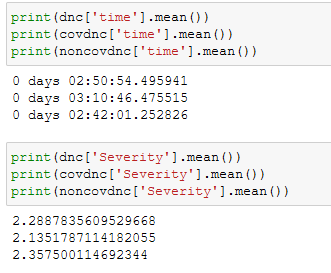 print(dnc['time'].mean())
print(covdnc['time'].mean())
print(noncovdnc['time'].mean())
0 days 02:50:54.495941
0 days 03:10:46.475515
0 days 02:42:01.252826
print(dnc['Severity'].mean())
print(covdnc['Severity'].mean())
print(noncovdnc['Severity'].mean())
2.2887835609529668
2.1351787114182055
2.357500114692344